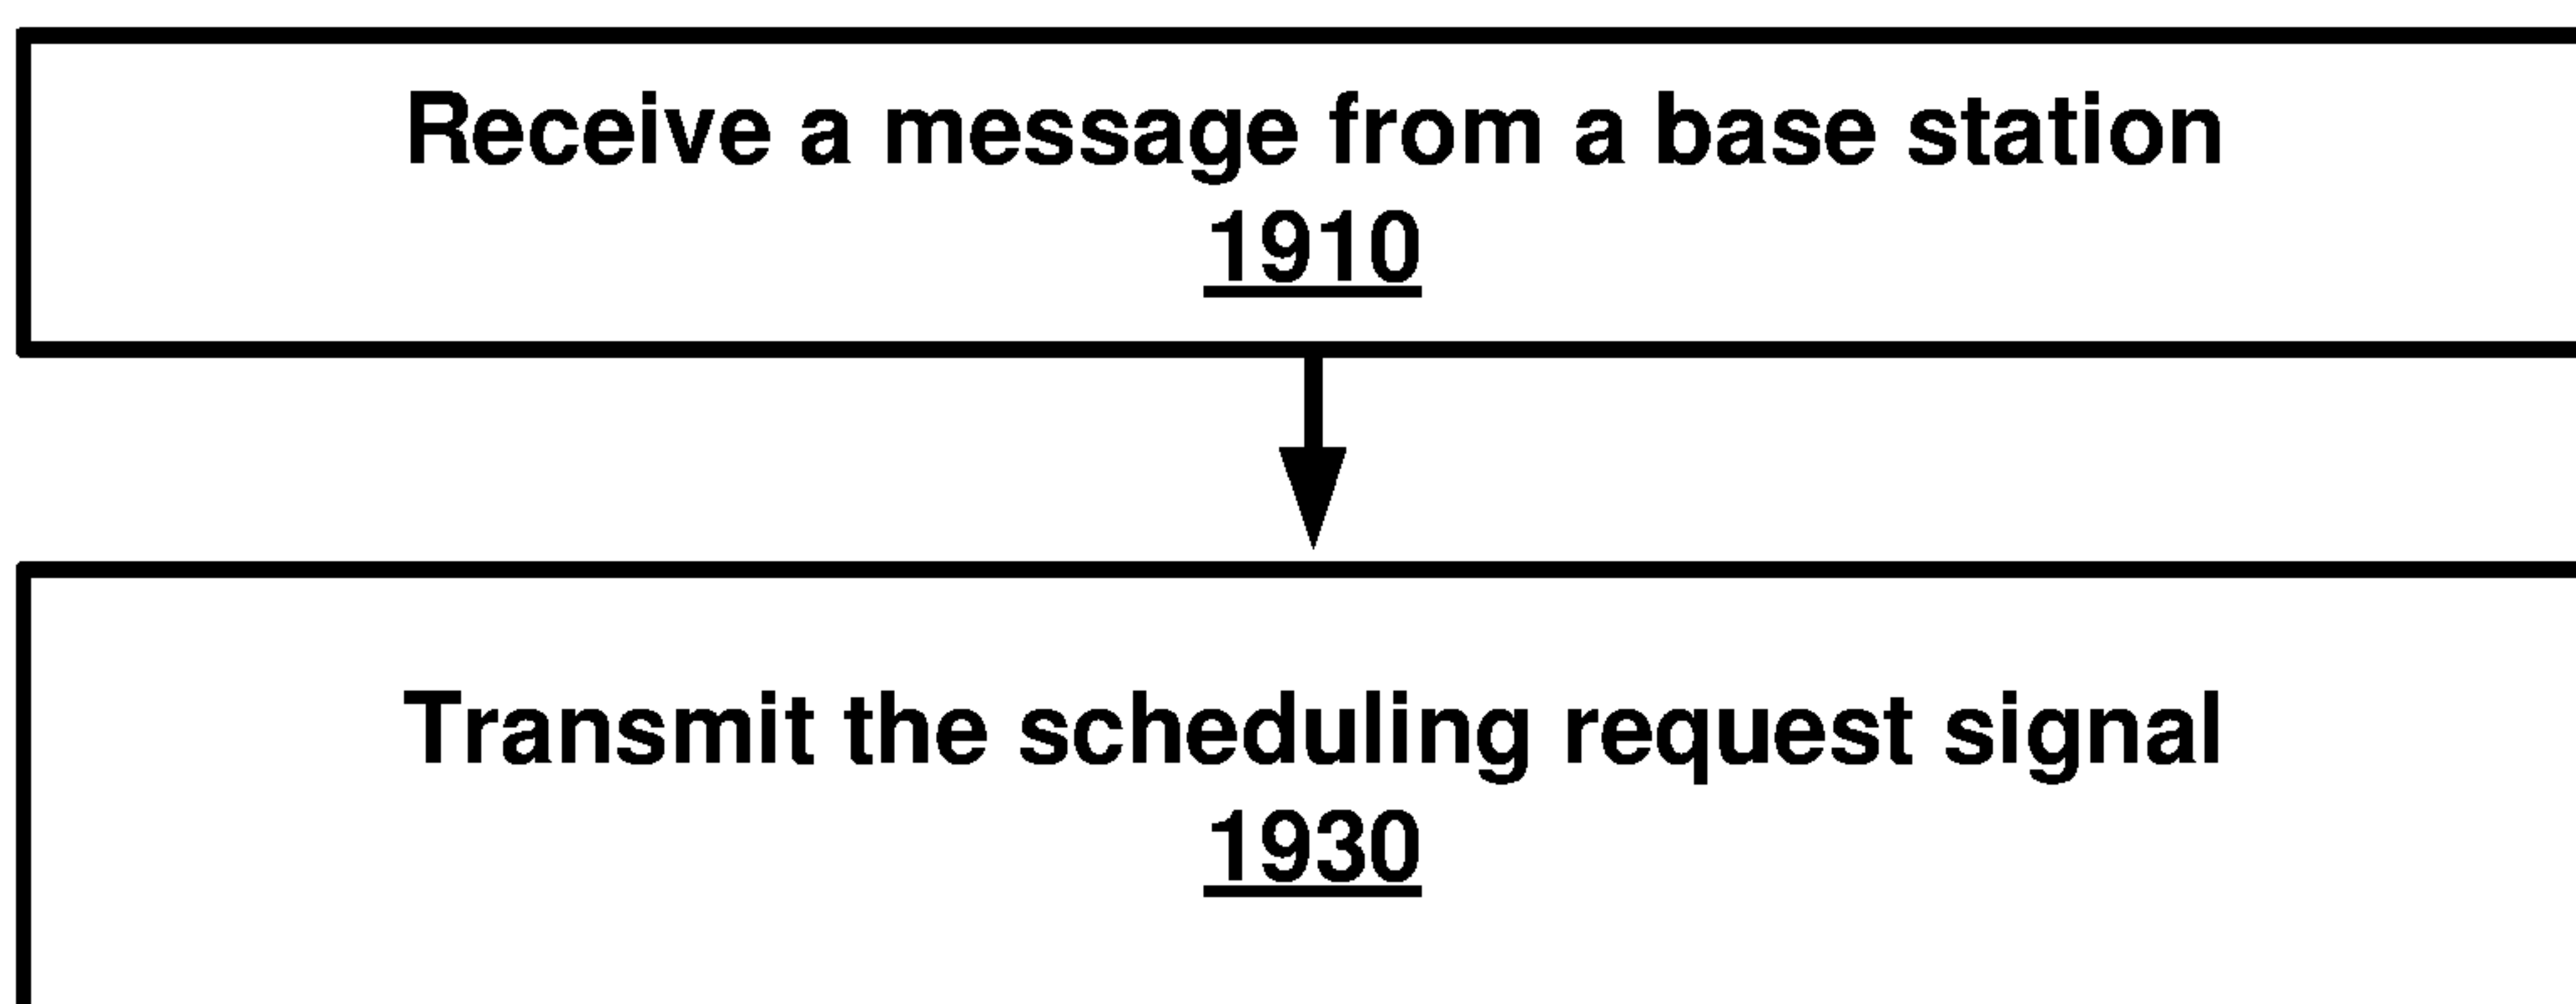 Receive a message from a base station
1910
Transmit the scheduling request signal
1930